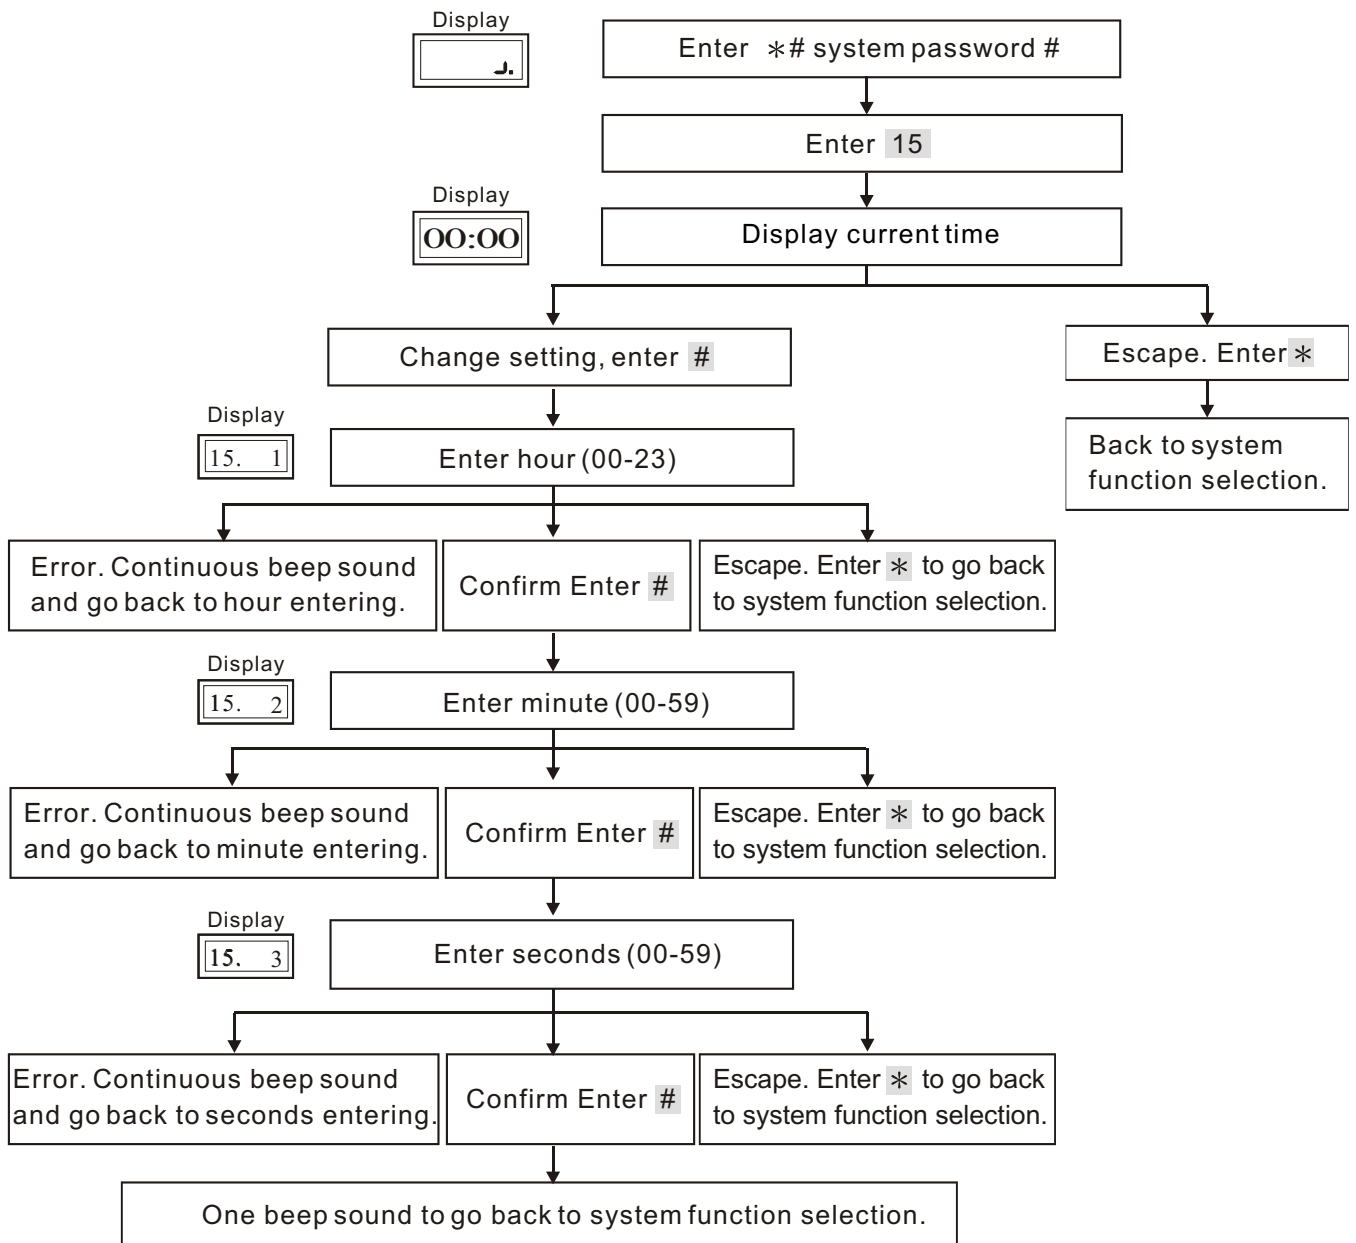 Display
Enter *# system password #
Enter 15
Display
00:00
Display current time
Change setting, enter #
Escape. Enter *
Display
15. 1
Enter hour (00-23)
Back to system
function selection.
Error. Continuous beep sound
and go back to hour entering.
Confirm Enter #
Escape. Enter * to go back
to system function selection.
Display
15. 2
Enter minute (00-59)
Error. Continuous beep sound
and go back to minute entering.
Confirm Enter #
Escape. Enter * to go back
to system function selection.
Display
15. 3
Enter seconds (00-59)
Error. Continuous beep sound
and go back to seconds entering.
Confirm Enter #
Escape. Enter * to go back
to system function selection.
One beep sound to go back to system function selection.